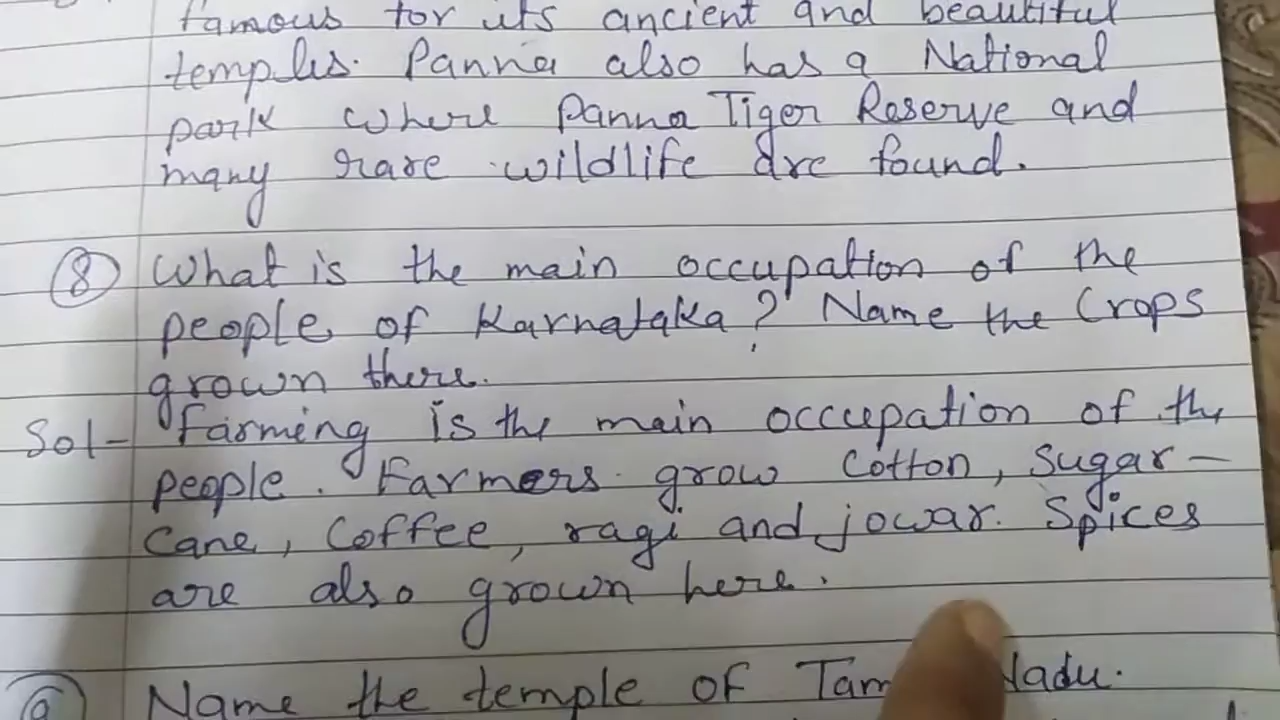 famous for its ancient and beautiful
temples. Panna also has a National
park where Panna Tiger Reserve and
many rare wildlife are found.
8 What is the main occupation of the
people of Karnataka? Name the Crops
grown there.
Sol- Farming is the main occupation of the
people. Farmers grow Cotton, Sugar-
Cane, Coffee, ragi and jowar. Spices
are also grown here.
9 Name the temple of Tam Nadu.